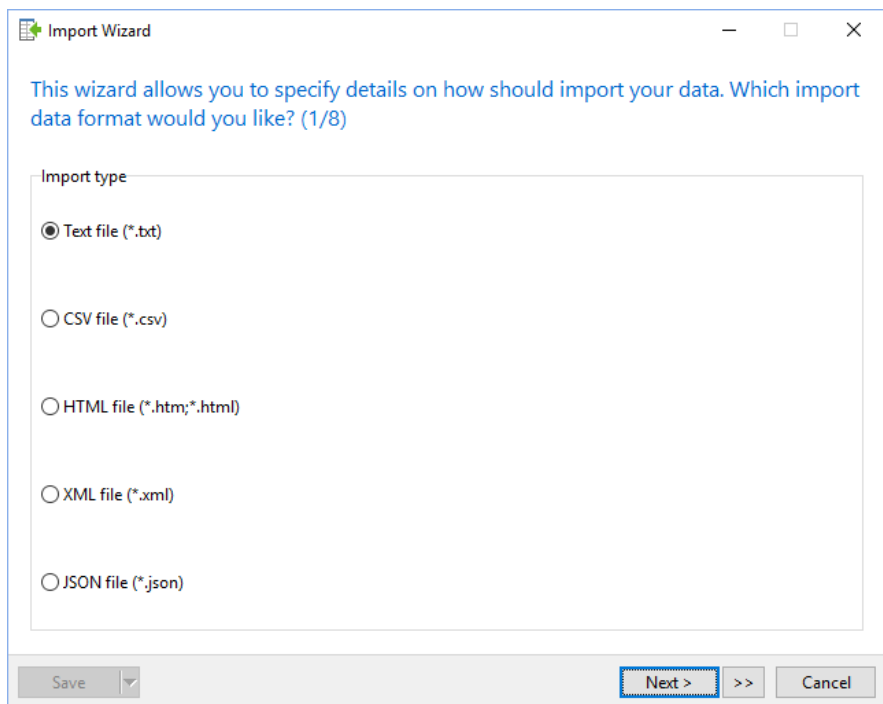 Import Wizard
This wizard allows you to specify details on how should import your data. Which import
data format would you like? (1/8)
Import type
Text file (*.txt)
CSV file (*.csv)
HTML file (*.htm;*.html)
XML file (*.xml)
JSON file (*.json)
Save Next > >> Cancel